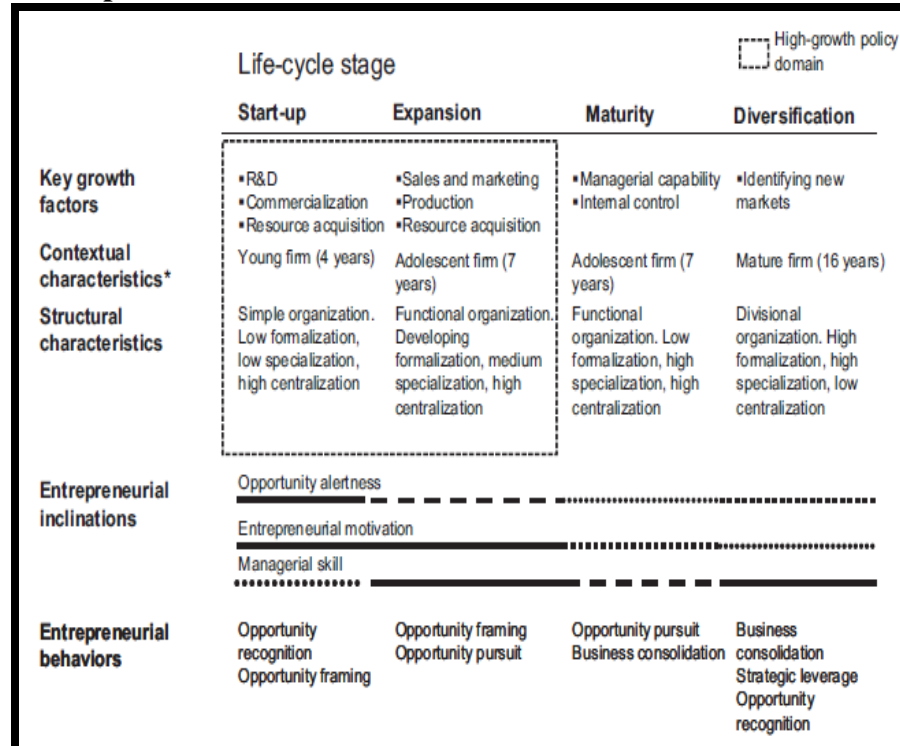 High-growth policy
domain
Life-cycle stage
Start-up Expansion Maturity Diversification
Key growth
factors
▪R&D
▪Commercialization
▪Resource acquisition
▪Sales and marketing
▪Production
▪Resource acquisition
▪Managerial capability
▪Internal control
▪Identifying new
markets
Contextual
characteristics*
Young firm (4 years)
Adolescent firm (7
years)
Adolescent firm (7
years)
Mature firm (16 years)
Structural
characteristics
Simple organization.
Low formalization,
low specialization,
high centralization
Functional organization.
Developing
formalization, medium
specialization, high
centralization
Functional
organization. Low
formalization, high
specialization, high
centralization
Divisional
organization. High
formalization, high
specialization, low
centralization
Entrepreneurial
inclinations
Opportunity alertness
Entrepreneurial motivation
Managerial skill
Entrepreneurial
behaviors
Opportunity
recognition
Opportunity framing
Opportunity framing
Opportunity pursuit
Opportunity pursuit
Business consolidation
Business
consolidation
Strategic leverage
Opportunity
recognition